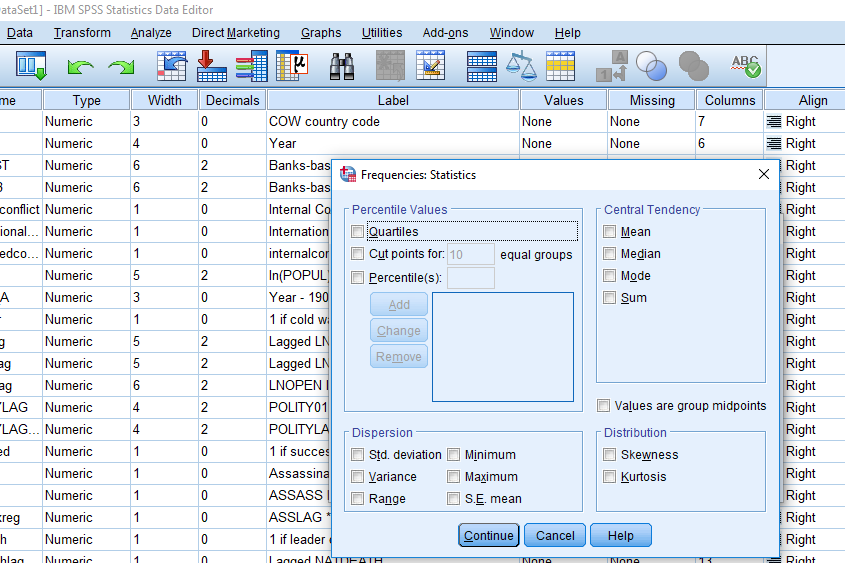 DataSet1] - IBM SPSS Statistics Data Editor
Data Transform Analyze Direct Marketing Graphs Utilities Add-ons Window Help
μ A 1 ABC
me Type Width Decimals Label Values Missing Columns Align
Numeric 3 0 COW country code None None 7 Right
Numeric 4 0 Year None None 6 Right
ST Numeric 6 2 Banks-bas Right
3 Numeric 6 2 Banks-bas Right
conflict Numeric 1 0 Internal Co Right
ional... Numeric 1 0 Internation Right
edco... Numeric 1 0 internalcor Right
Numeric 5 2 ln(POPUL Right
A Numeric 3 0 Year - 190 Right
Numeric 1 0 1 if cold wa Right
g Numeric 5 2 Lagged LN Right
ag Numeric 5 2 Lagged LN Right
ag Numeric 6 2 LNOPEN Right
YLAG Numeric 4 2 POLITY01 Right
YLAG... Numeric 4 2 POLITYLA Right
ed Numeric 1 0 1 if succes Right
Numeric 1 0 Assassina Right
Numeric 1 0 ASSASS Right
kreg Numeric 1 0 ASSLAG * Right
h Numeric 1 0 1 if leader Right
hlag Numeric 1 0 Lagged NATDEATH None None 13 Right
Frequencies: Statistics
Percentile Values
Quartiles
Cut points for: 10 equal groups
Percentile(s):
Add
Change
Remove
Central Tendency
Mean
Median
Mode
Sum
Values are group midpoints
Dispersion
Std. deviation Minimum
Variance Maximum
Range S.E. mean
Distribution
Skewness
Kurtosis
Continue Cancel Help